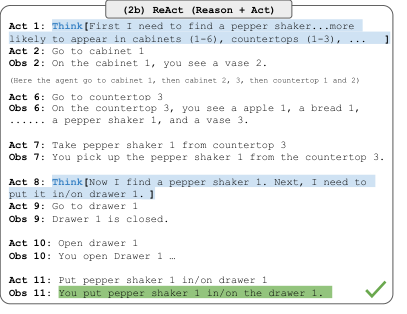 (2b) ReAct (Reason + Act)
Act 1: Think[First I need to find a pepper shaker...more
likely to appear in cabinets (1-6), countertops (1-3), ... ]
Act 2: Go to cabinet 1
Obs 2: On the cabinet 1, you see a vase 2.
(Here the agent go to cabinet 1, then cabinet 2, 3, then countertop 1 and 2)
Act 6: Go to countertop 3
Obs 6: On the countertop 3, you see a apple 1, a bread 1,
...... a pepper shaker 1, and a vase 3.
Act 7: Take pepper shaker 1 from countertop 3
Obs 7: You pick up the pepper shaker 1 from the countertop 3.
Act 8: Think[Now I find a pepper shaker 1. Next, I need to
put it in/on drawer 1. ]
Act 9: Go to drawer 1
Obs 9: Drawer 1 is closed.
Act 10: Open drawer 1
Obs 10: You open Drawer 1 …
Act 11: Put pepper shaker 1 in/on drawer 1
Obs 11: You put pepper shaker 1 in/on the drawer 1.